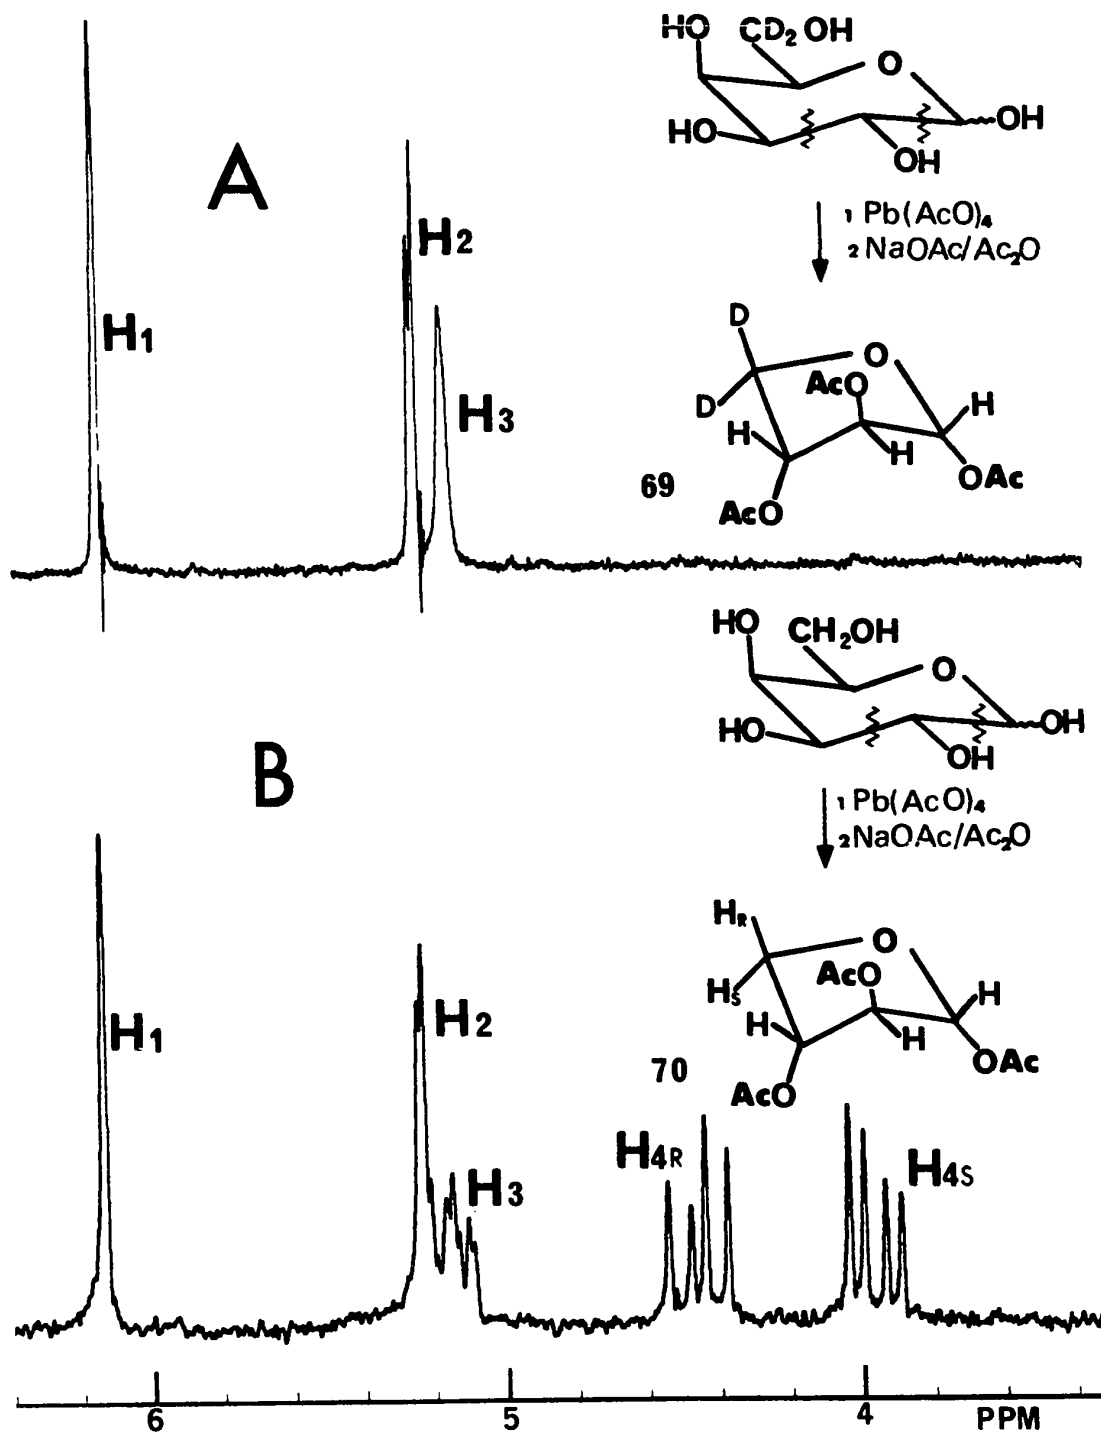 HO CD₂OH
O
HO OH
OH
A
1 Pb(AcO)₄
2 NaOAc/Ac₂O
H₂
H₁
D
O
AcO
D H
H₃
H H
69 OAc
AcO
HO CH₂OH
O
HO OH
OH
B
1 Pb(AcO)₄
2 NaOAc/Ac₂O
H_R
O
AcO
H_S H
H₁ H₂ H H
70 OAc
AcO
H₄R H₄S
H₃
6 5 4 PPM